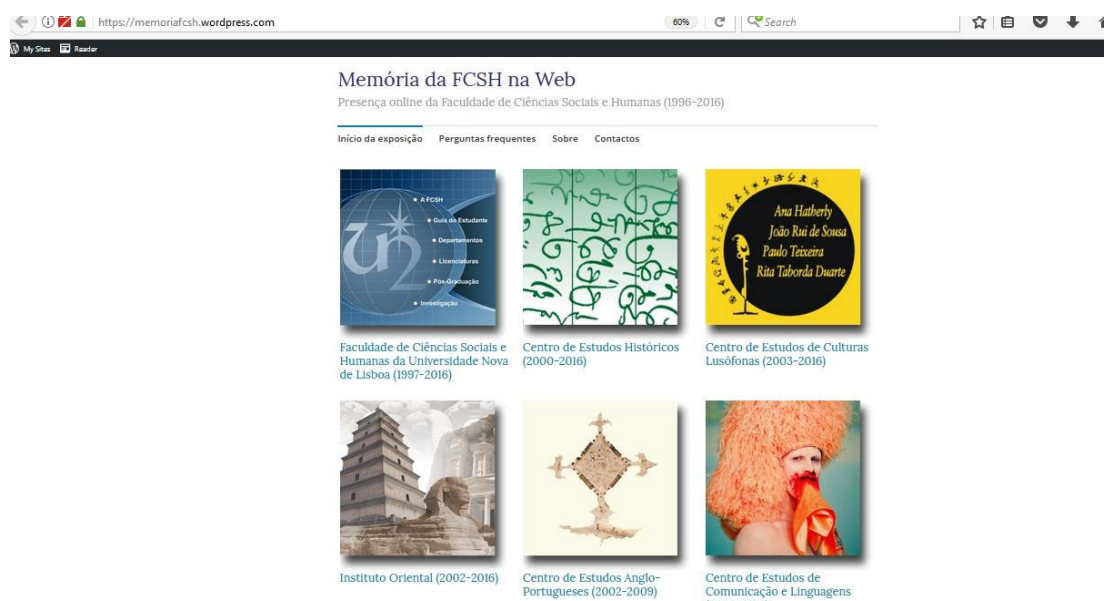 https://memoriafcsh.wordpress.com
60%
Search
My Sites
Reader
Memória da FCSH na Web
Presença online da Faculdade de Ciências Sociais e Humanas (1996-2016)
Início da exposição Perguntas frequentes Sobre Contactos
A FCSH
Guia do Estudante
Departamentos
Licenciaturas
Pós-Graduação
Investigação
Ana Hatherly
João Rui de Sousa
Paulo Teixeira
Rita Taborda Duarte
Faculdade de Ciências Sociais e
Humanas da Universidade Nova
de Lisboa (1997-2016)
Centro de Estudos Históricos
(2000-2016)
Centro de Estudos de Culturas
Lusófonas (2003-2016)
Instituto Oriental (2002-2016)
Centro de Estudos Anglo-
Portugueses (2002-2009)
Centro de Estudos de
Comunicação e Linguagens